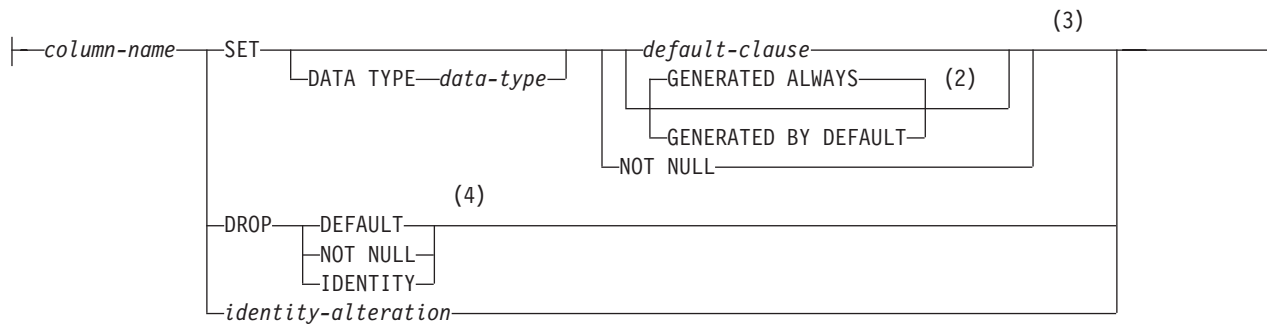 (3)
column-name SET default-clause
DATA TYPE data-type GENERATED ALWAYS (2)
GENERATED BY DEFAULT
NOT NULL
(4)
DROP DEFAULT
NOT NULL
IDENTITY
identity-alteration